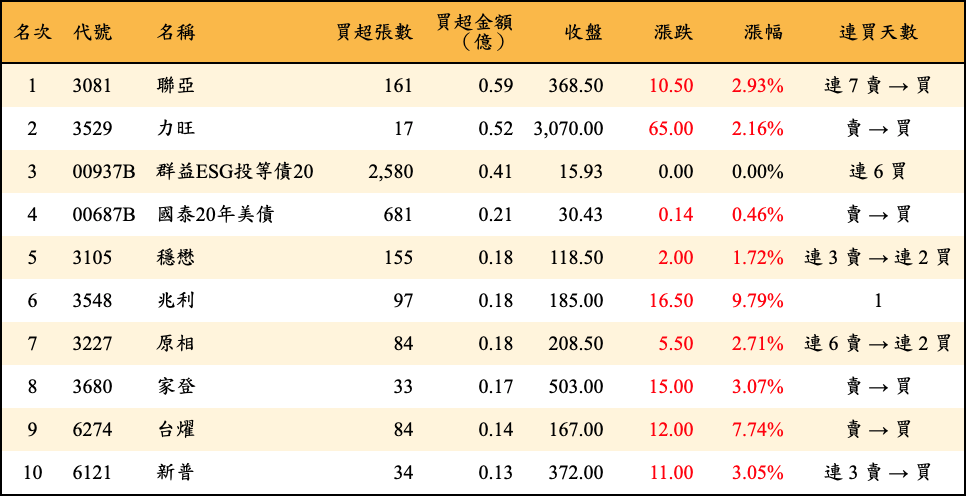 名次 代號 名稱 買超張數 買超金額（億） 收盤 漲跌 漲幅 連買天數
1 3081 聯亞 161 0.59 368.50 10.50 2.93% 連 7 賣 → 買
2 3529 力旺 17 0.52 3,070.00 65.00 2.16% 賣 → 買
3 00937B 群益ESG投等債20 2,580 0.41 15.93 0.00 0.00% 連 6 買
4 00687B 國泰20年美債 681 0.21 30.43 0.14 0.46% 賣 → 買
5 3105 穩懋 155 0.18 118.50 2.00 1.72% 連 3 賣 → 連 2 買
6 3548 兆利 97 0.18 185.00 16.50 9.79% 1
7 3227 原相 84 0.18 208.50 5.50 2.71% 連 6 賣 → 連 2 買
8 3680 家登 33 0.17 503.00 15.00 3.07% 賣 → 買
9 6274 台燿 84 0.14 167.00 12.00 7.74% 賣 → 買
10 6121 新普 34 0.13 372.00 11.00 3.05% 連 3 賣 → 買